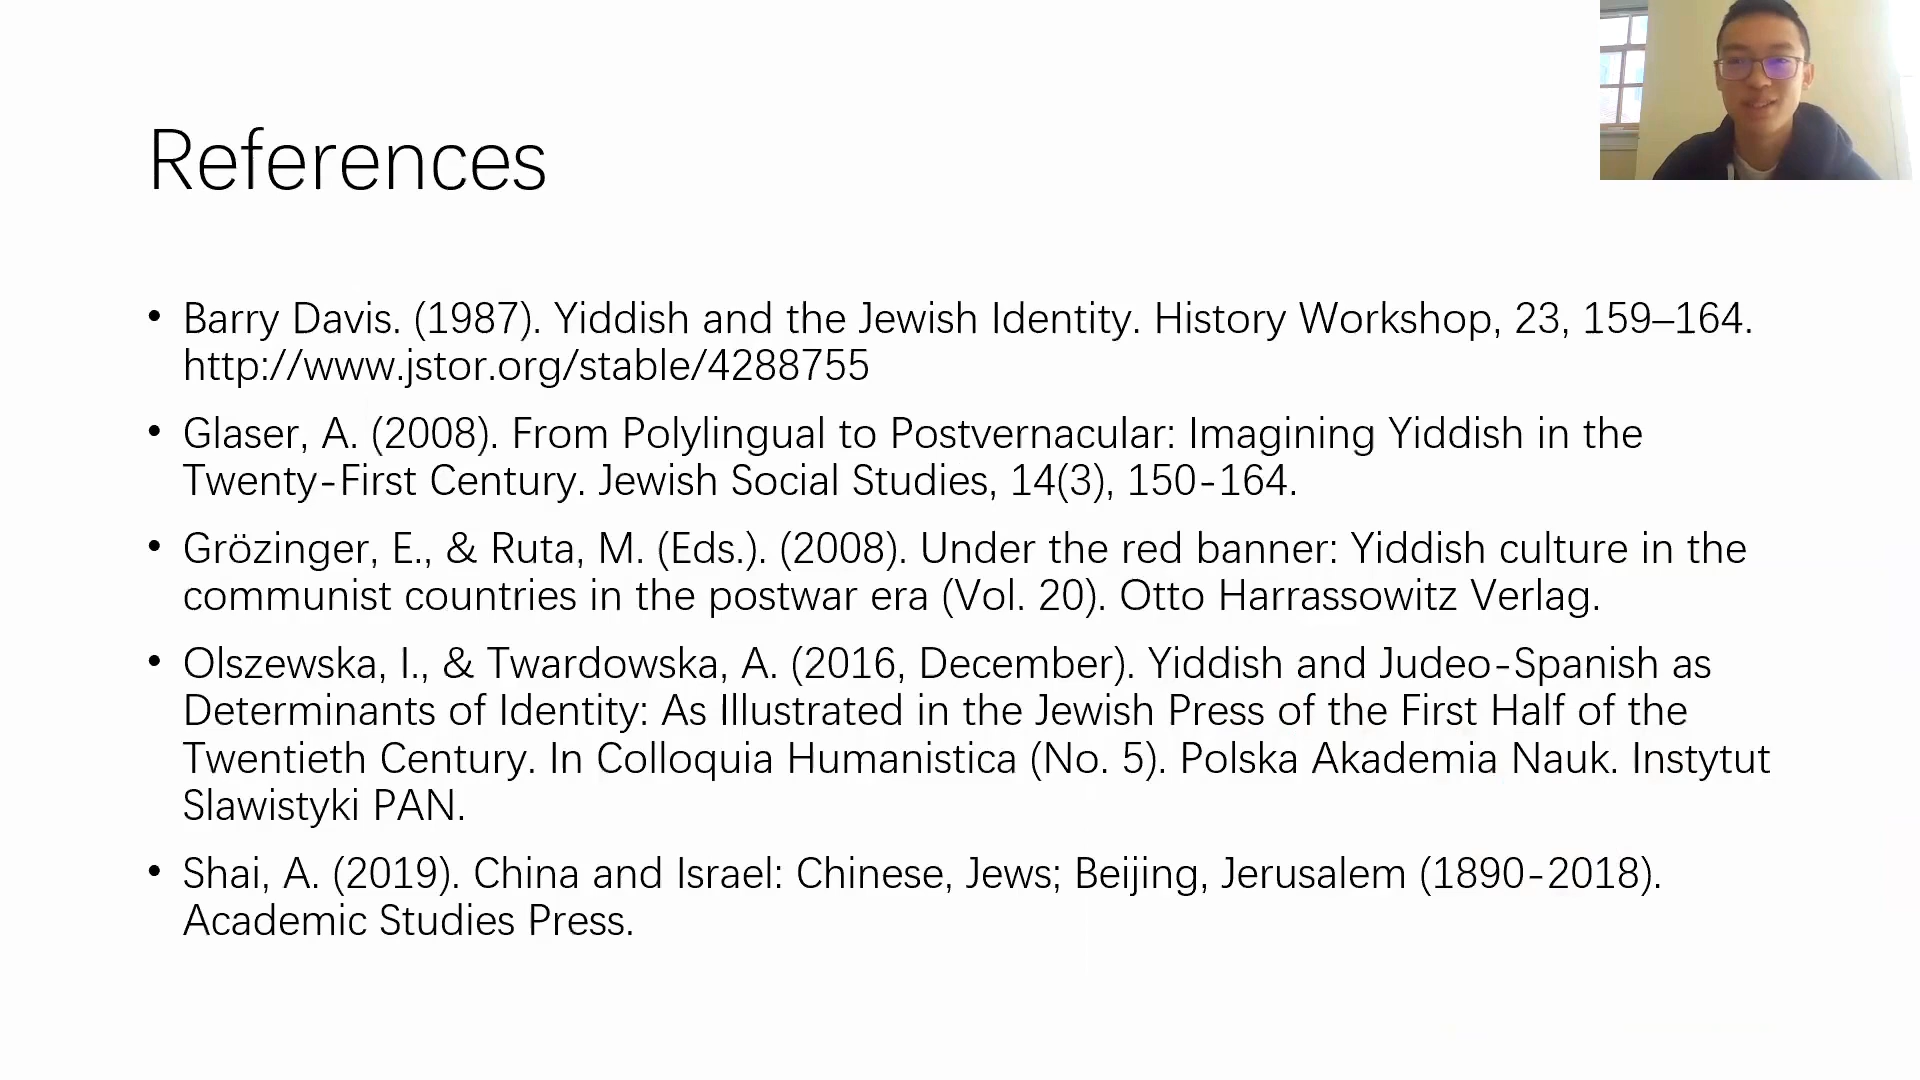 References
• Barry Davis. (1987). Yiddish and the Jewish Identity. History Workshop, 23, 159–164.
http://www.jstor.org/stable/4288755
• Glaser, A. (2008). From Polylingual to Postvernacular: Imagining Yiddish in the
Twenty-First Century. Jewish Social Studies, 14(3), 150-164.
• Grözinger, E., & Ruta, M. (Eds.). (2008). Under the red banner: Yiddish culture in the
communist countries in the postwar era (Vol. 20). Otto Harrassowitz Verlag.
• Olszewska, I., & Twardowska, A. (2016, December). Yiddish and Judeo-Spanish as
Determinants of Identity: As Illustrated in the Jewish Press of the First Half of the
Twentieth Century. In Colloquia Humanistica (No. 5). Polska Akademia Nauk. Instytut
Slawistyki PAN.
• Shai, A. (2019). China and Israel: Chinese, Jews; Beijing, Jerusalem (1890-2018).
Academic Studies Press.